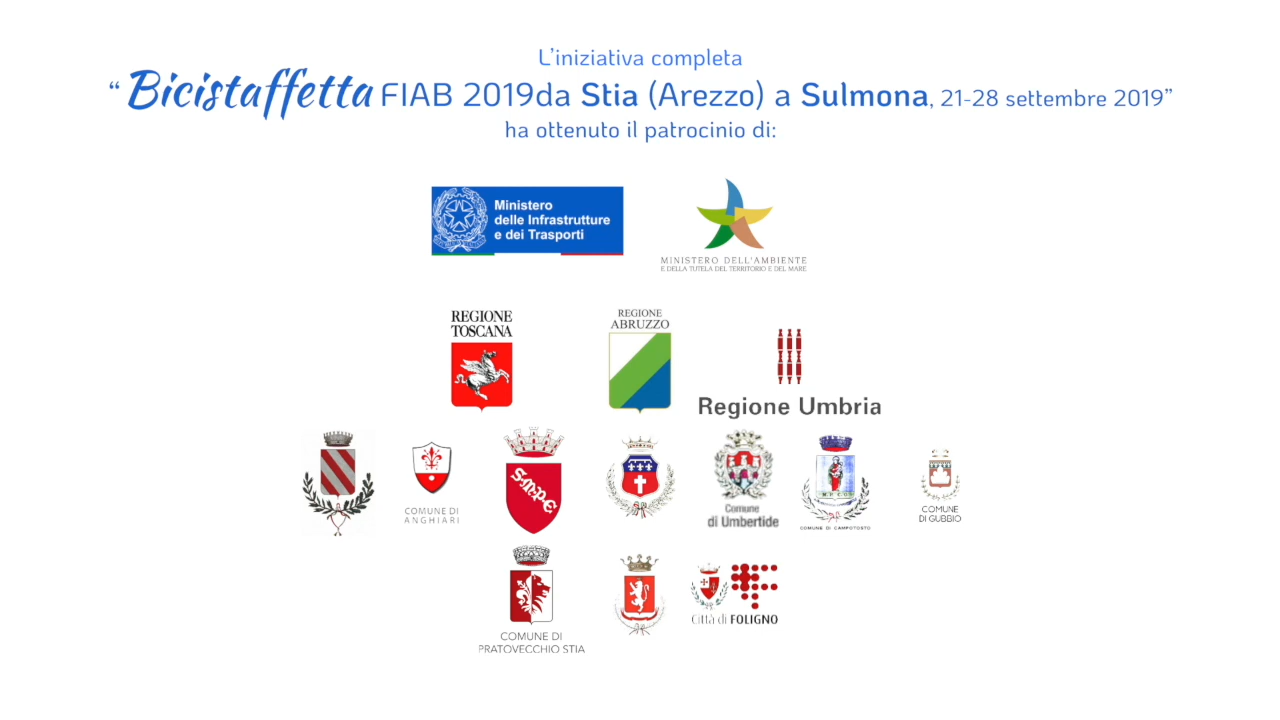 L'iniziativa completa
“Bicistaffetta FIAB 2019da Stia (Arezzo) a Sulmona, 21-28 settembre 2019”
ha ottenuto il patrocinio di:
Ministero
delle Infrastrutture
e dei Trasporti
MINISTERO DELL'AMBIENTE
E DELLA TUTELA DEL TERRITORIO E DEL MARE
REGIONE
TOSCANA
REGIONE
ABRUZZO
Regione Umbria
COMUNE DI
ANGHIARI
SMPE
Comune
di Umbertide
COMUNE DI CAMPOTOSTO
COMUNE
DI GUBBIO
COMUNE DI
PRATOVECCHIO STIA
Città di FOLIGNO